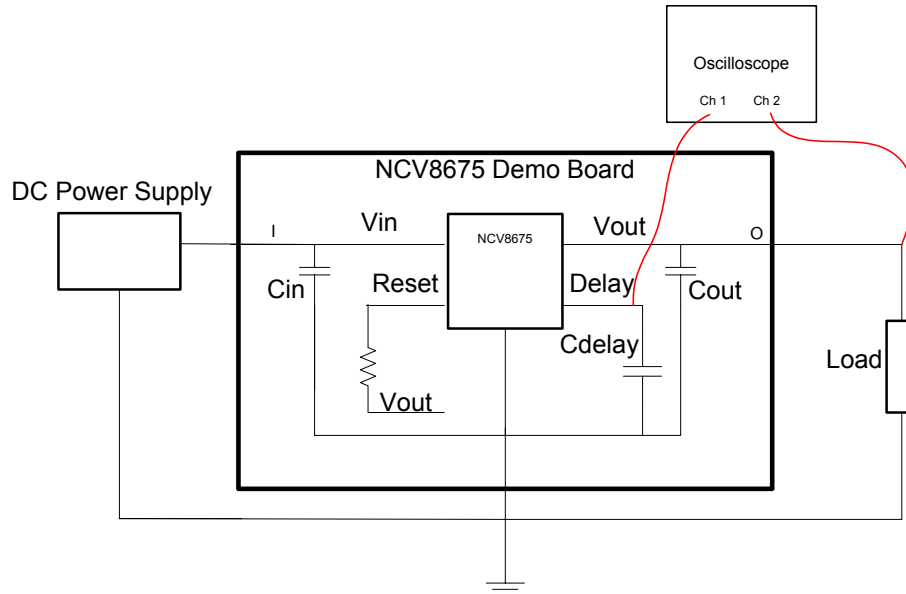 Oscilloscope
Ch 1 Ch 2
NCV8675 Demo Board
DC Power Supply
I
Vin
NCV8675
Vout
O
Cin
Reset
Delay
Cout
Cdelay
Load
Vout